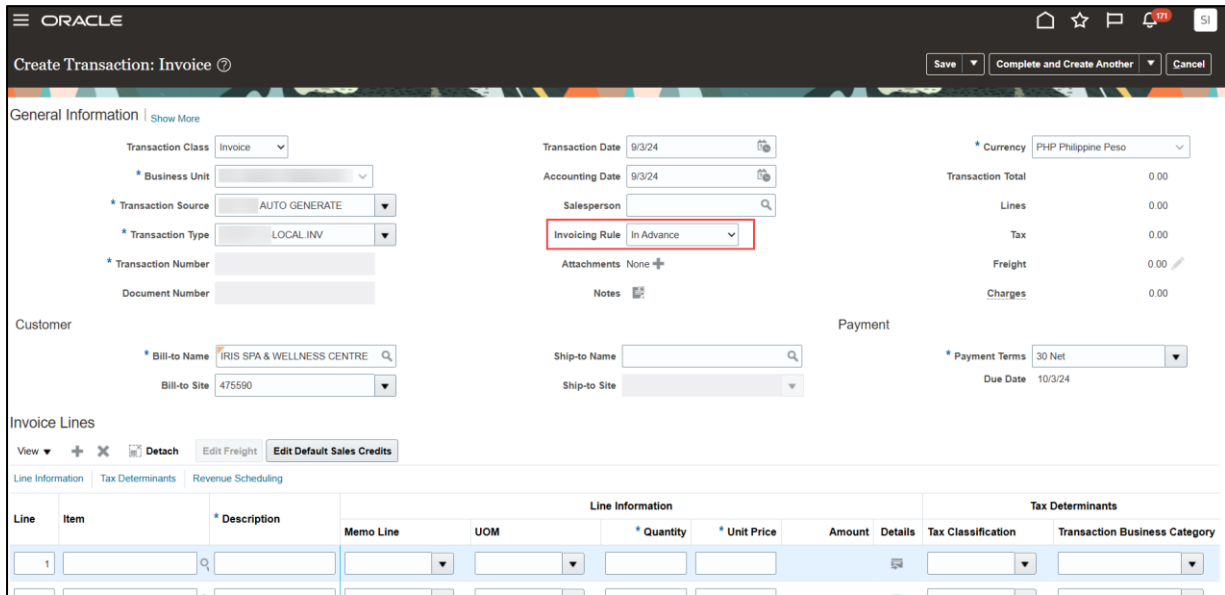 ORACLE
171
SI
Create Transaction: Invoice
Save
Complete and Create Another
Cancel
General Information
Show More
Transaction Class Invoice
Transaction Date 9/3/24
* Currency PHP Philippine Peso
* Business Unit
Accounting Date 9/3/24
Transaction Total 0.00
* Transaction Source AUTO GENERATE
Salesperson
Lines 0.00
* Transaction Type -LOCAL.INV
Invoicing Rule In Advance
Tax 0.00
* Transaction Number
Attachments None
Freight 0.00
Document Number
Notes
Charges 0.00
Customer
Payment
* Bill-to Name IRIS SPA & WELLNESS CENTRE
Ship-to Name
* Payment Terms 30 Net
Bill-to Site 475590
Ship-to Site
Due Date 10/3/24
Invoice Lines
View
Detach
Edit Freight
Edit Default Sales Credits
Line Information
Tax Determinants
Revenue Scheduling
Line Information
Tax Determinants
Line
Item
* Description
Memo Line
UOM
* Quantity
* Unit Price
Amount
Details
Tax Classification
Transaction Business Category
1